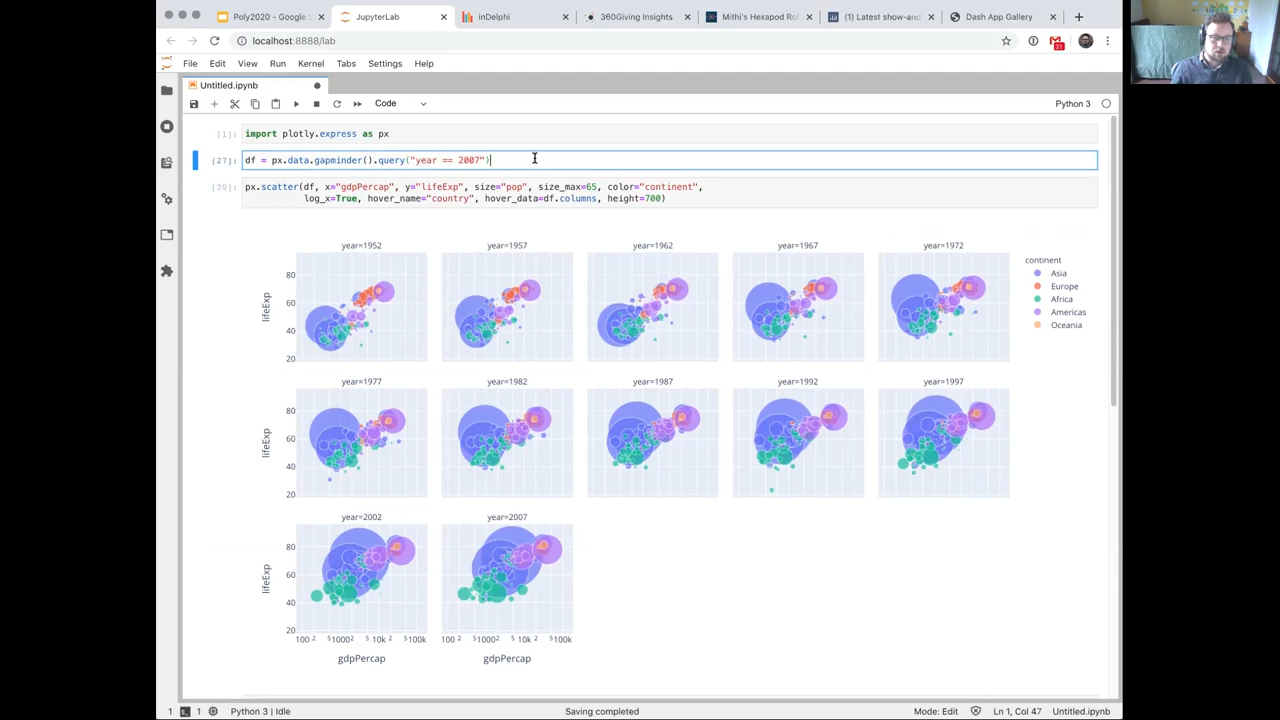 Poly2020 - Google
JupyterLab
inDelphi
360Giving Insights
Mithi's Hexapod Ro
(1) Latest show-and
Dash App Gallery
localhost:8888/lab
31
File Edit View Run Kernel Tabs Settings Help
Untitled.ipynb
Code
Python 3
[1]: import plotly.express as px
[27]: df = px.data.gapminder().query("year == 2007")
px.scatter(df, x="gdpPercap", y="lifeExp", size="pop", size_max=65, color="continent",
log_x=True, hover_name="country", hover_data=df.columns, height=700)
year=1952 year=1957 year=1962 year=1967 year=1972
continent
Asia
Europe
Africa
Americas
Oceania
80
60
40
20
lifeExp
year=1977 year=1982 year=1987 year=1992 year=1997
80
60
40
20
lifeExp
year=2002 year=2007
80
60
40
20
lifeExp
100 2 5 1000 2 5 10k 2 5 100k 100 2 5 1000 2 5 10k 2 5 100k
gdpPercap gdpPercap
1 1 Python 3 | Idle Saving completed Mode: Edit Ln 1, Col 47 Untitled.ipynb